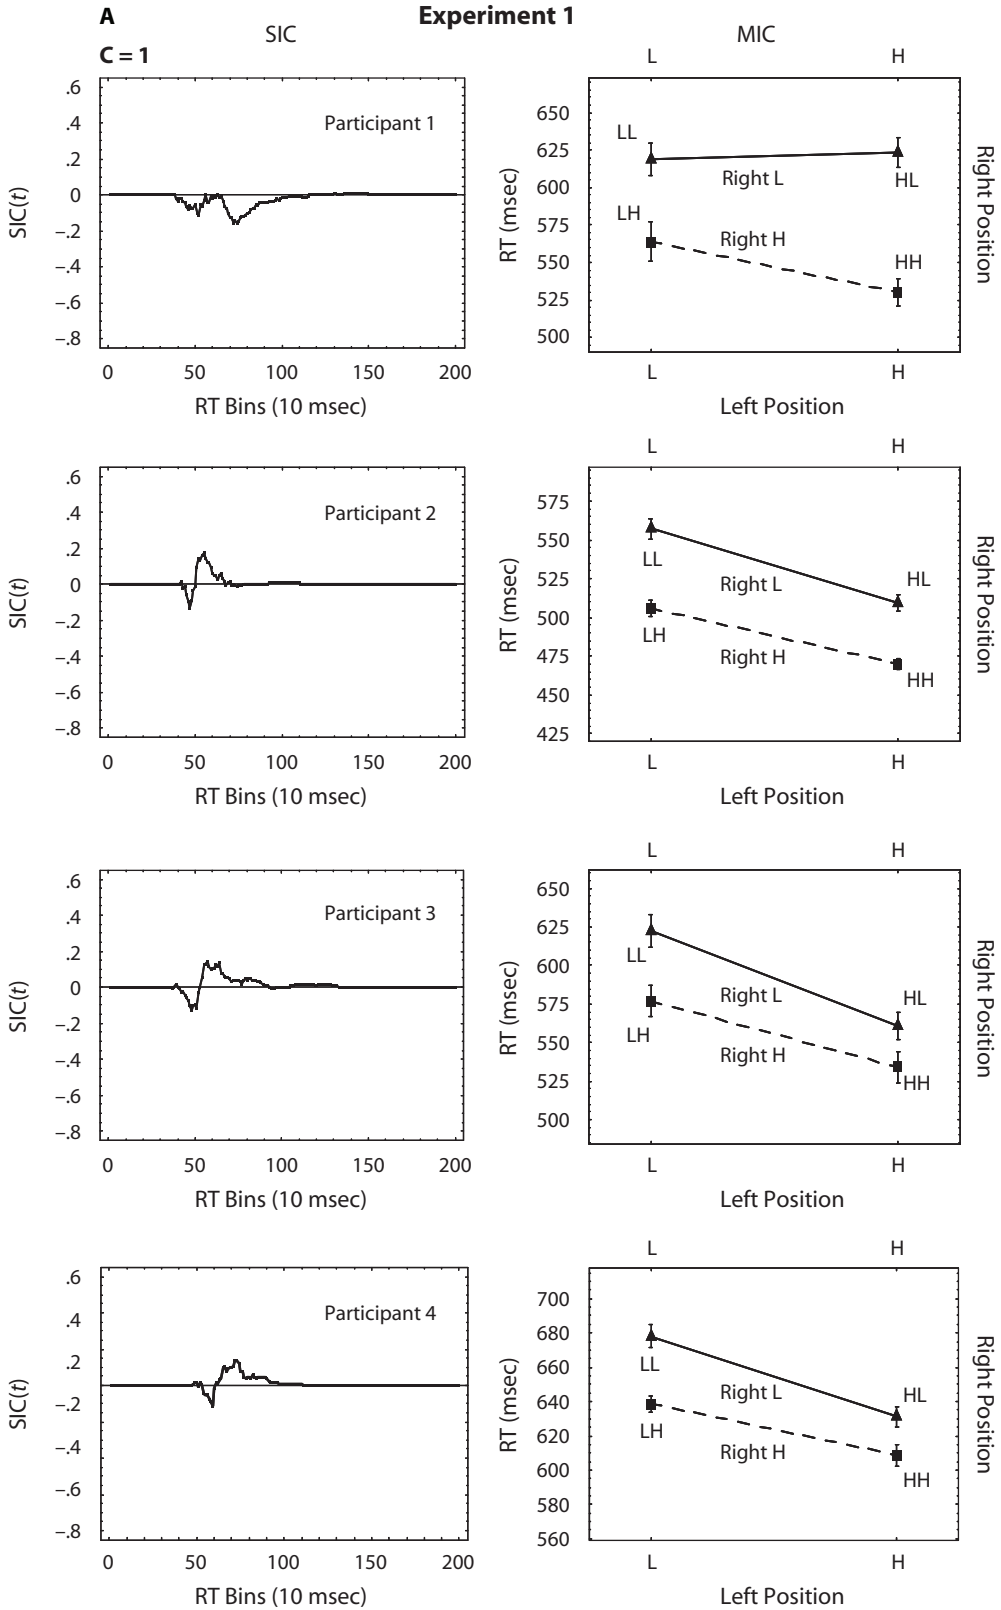 A
Experiment 1
SIC
MIC
C = 1
L H
.6
.4
.2
0
–.2
–.4
–.6
–.8
SIC(t)
Participant 1
0 50 100 150 200
RT Bins (10 msec)
650
625
600
575
550
525
500
RT (msec)
LL
Right L
HL
LH
Right H
HH
Right Position
L H
Left Position
L H
.6
.4
.2
0
–.2
–.4
–.6
–.8
SIC(t)
Participant 2
0 50 100 150 200
RT Bins (10 msec)
575
550
525
500
475
450
425
RT (msec)
LL
Right L
HL
LH
Right H
HH
Right Position
L H
Left Position
L H
.6
.4
.2
0
–.2
–.4
–.6
–.8
SIC(t)
Participant 3
0 50 100 150 200
RT Bins (10 msec)
650
625
600
575
550
525
500
RT (msec)
LL
Right L
HL
LH
Right H
HH
Right Position
L H
Left Position
L H
.6
.4
.2
–.2
–.4
–.6
–.8
SIC(t)
Participant 4
0 50 100 150 200
RT Bins (10 msec)
700
680
660
640
620
600
580
560
RT (msec)
LL
Right L
HL
LH
Right H
HH
Right Position
L H
Left Position